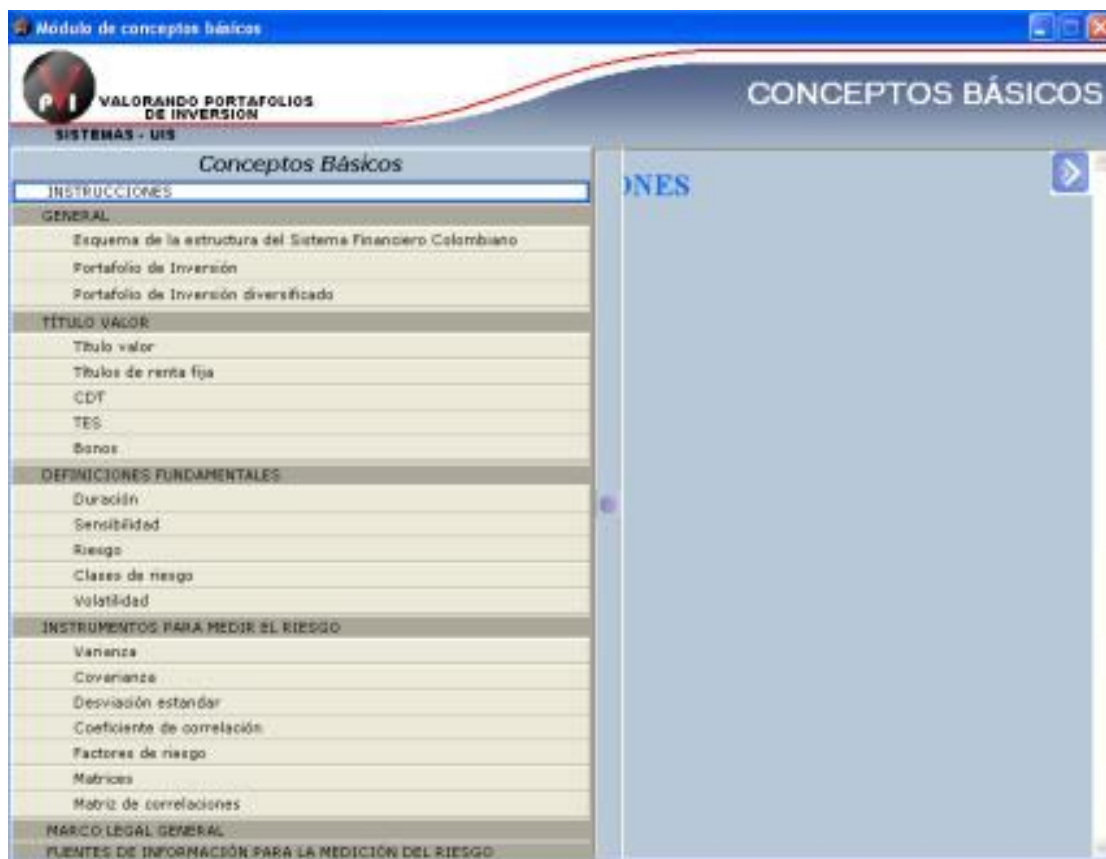 Módulo de conceptos básicos
PVI
VALORANDO PORTAFOLIOS
DE INVERSION
SISTEMAS - UIS
CONCEPTOS BÁSICOS
Conceptos Básicos
INSTRUCCIONES
ONES
GENERAL
Esquema de la estructura del Sistema Financiero Colombiano
Portafolio de Inversión
Portafolio de Inversión diversificado
TÍTULO VALOR
Título valor
Títulos de renta fija
CDT
TES
Bonos
DEFINICIONES FUNDAMENTALES
Duración
Sensibilidad
Riesgo
Clases de riesgo
Volatilidad
INSTRUMENTOS PARA MEDIR EL RIESGO
Varianza
Covarianza
Desviación estandar
Coeficiente de correlación
Factores de riesgo
Matrices
Matriz de correlaciones
MARCO LEGAL GENERAL
FUENTES DE INFORMACIÓN PARA LA MEDICIÓN DEL RIESGO